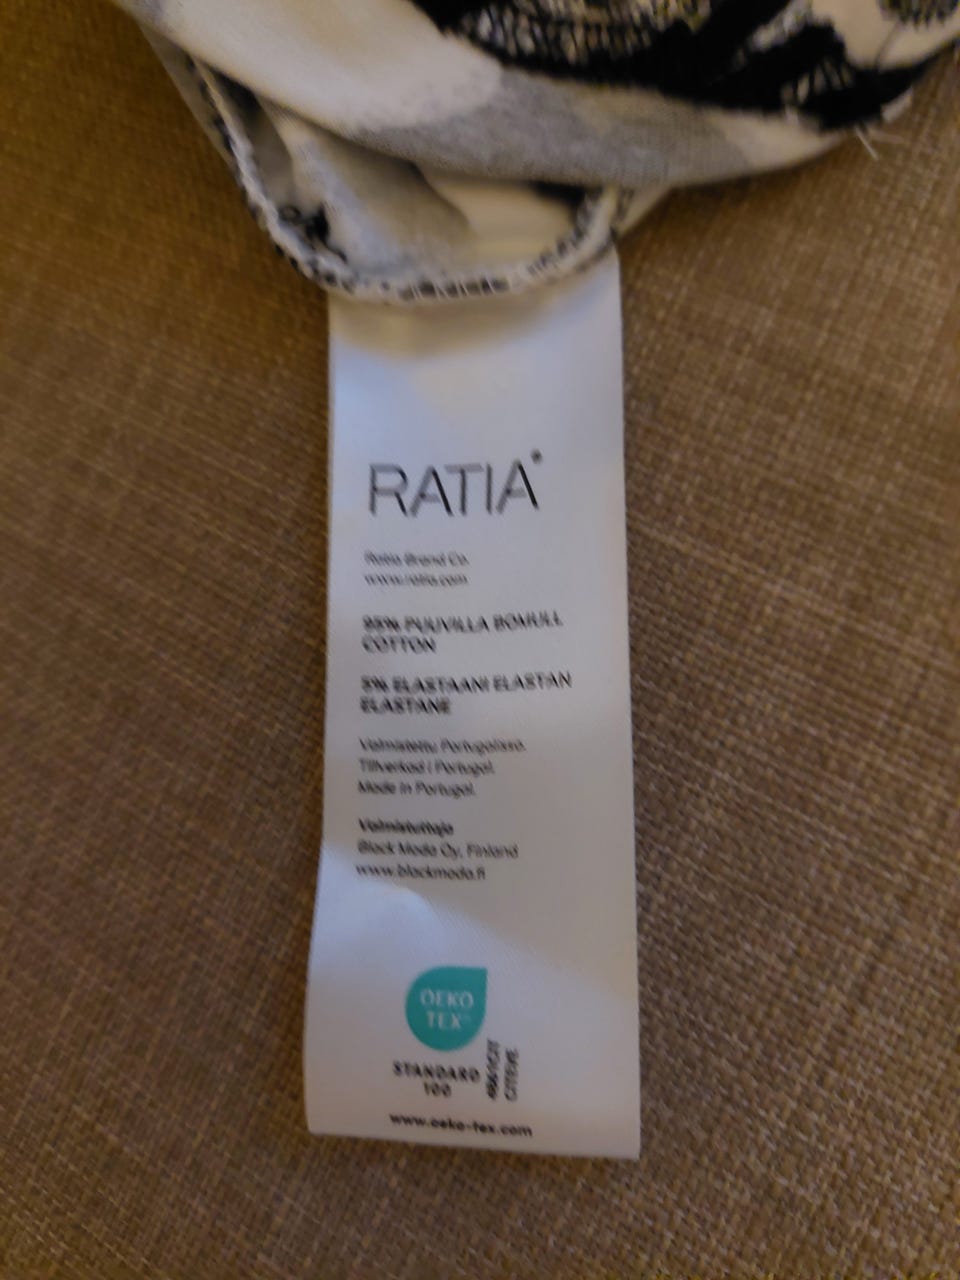 RATIA
Ratia Brand Co.
www.ratia.com
95% PUUVILLA BOMULL
COTTON
5% ELASTAANI ELASTAN
ELASTANE
Valmistettu Portugalissa.
Tillverkad i Portugal.
Made in Portugal.
Valmistuttaja
Black Moda Oy, Finland
www.blackmoda.fi
OEKO
TEX
STANDARD
100
CITEVE
www.oeko-tex.com